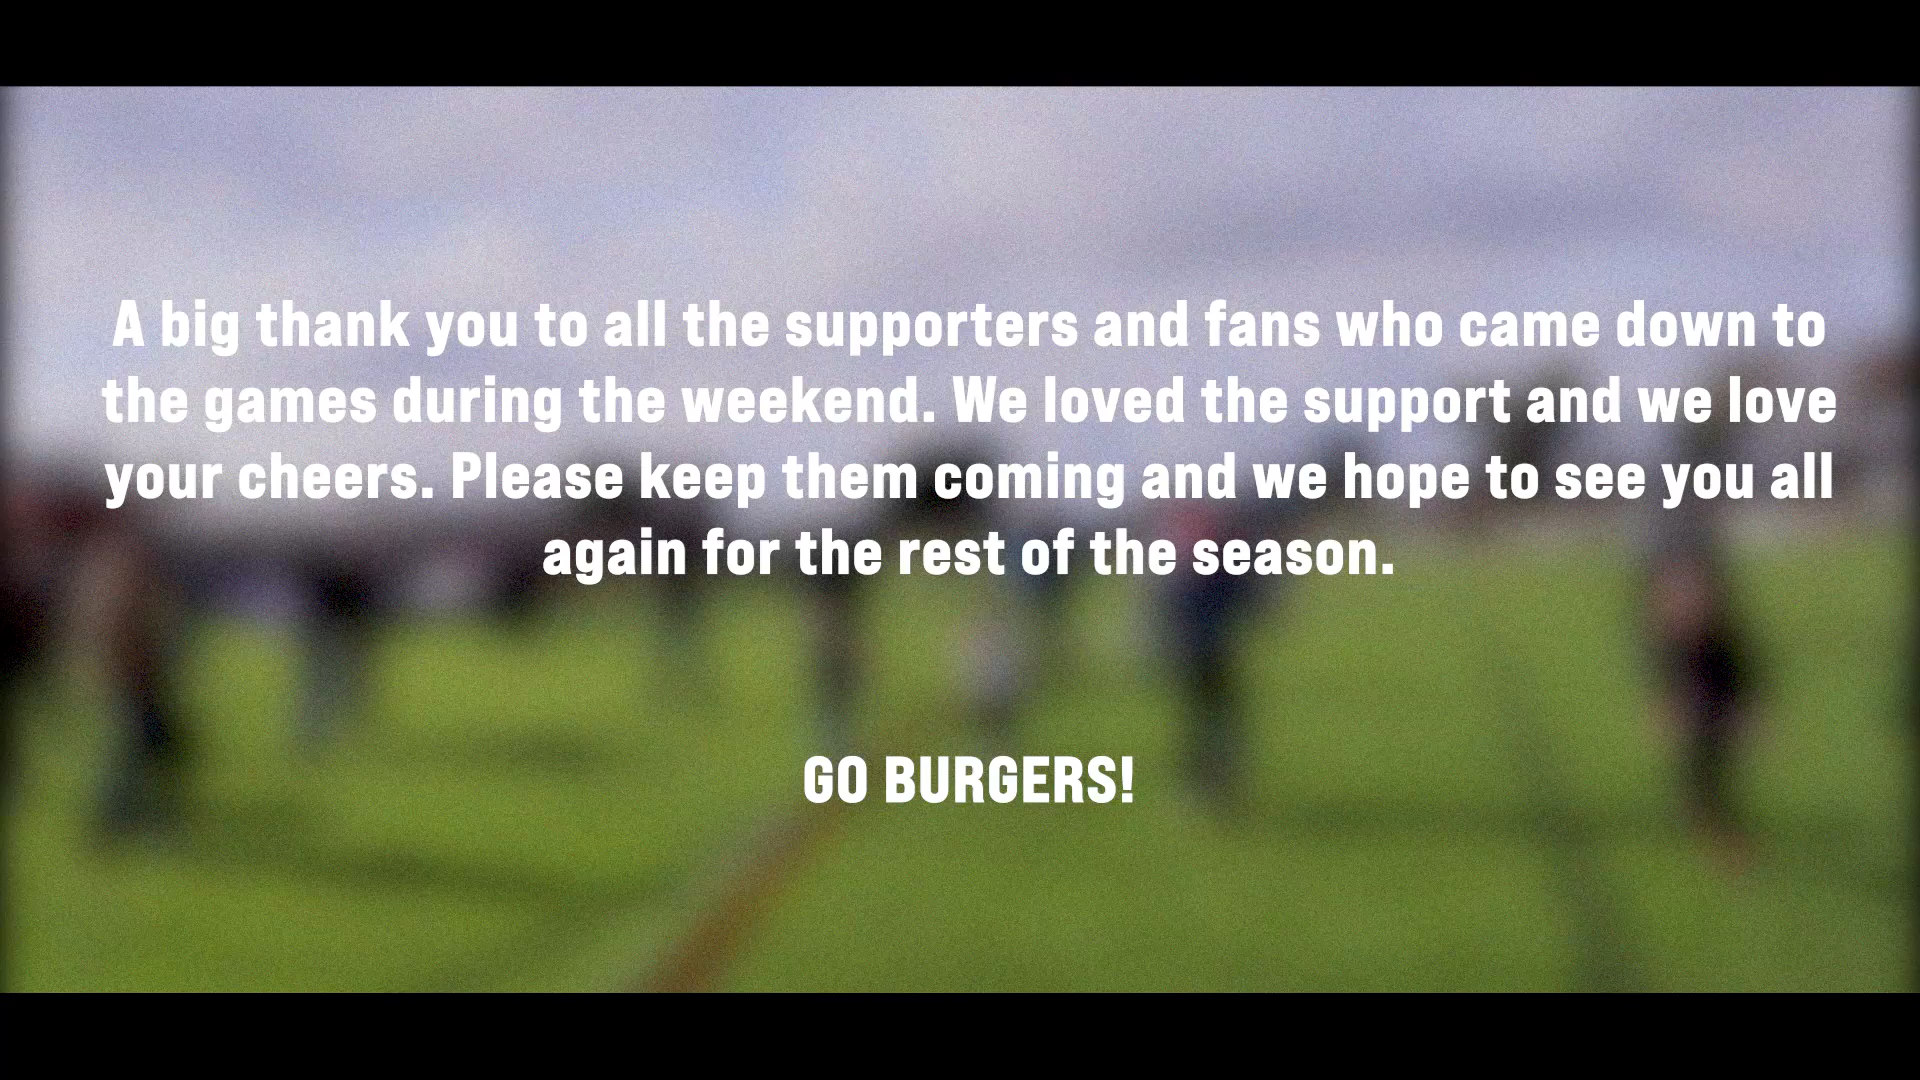 A big thank you to all the supporters and fans who came down to
the games during the weekend. We loved the support and we love
your cheers. Please keep them coming and we hope to see you all
again for the rest of the season.
GO BURGERS!